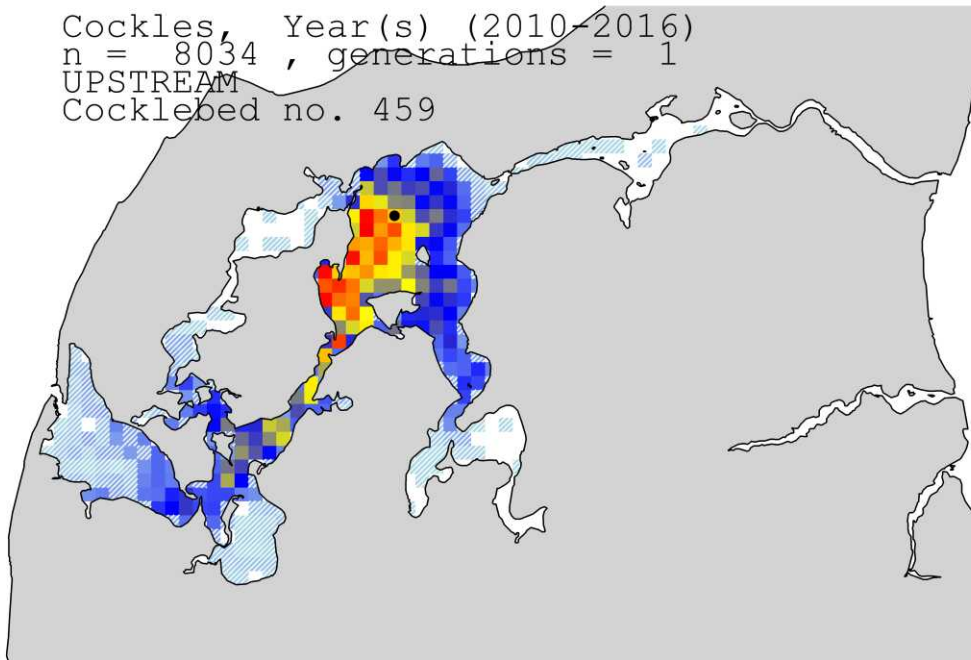 Cockles, Year(s) (2010-2016)
n = 8034 , generations = 1
UPSTREAM
Cocklebed no. 459